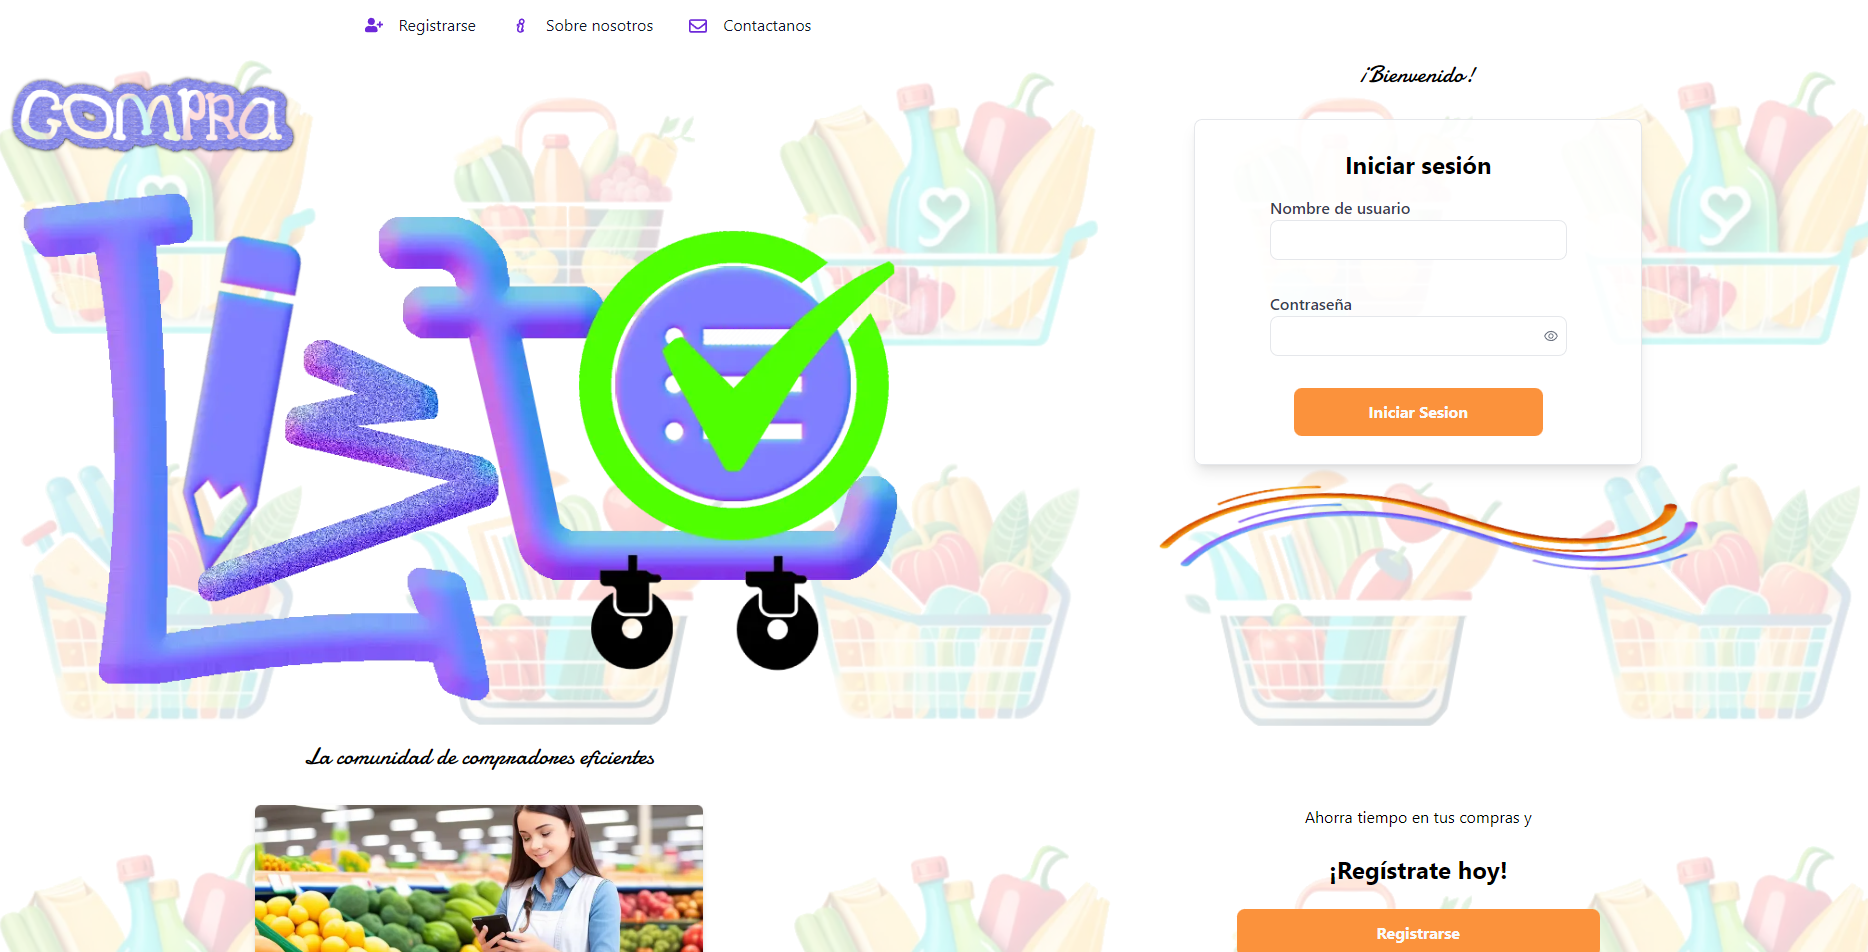 Registrarse
Sobre nosotros
Contactanos
COMPRA
¡Bienvenido!
Iniciar sesión
Nombre de usuario
Contraseña
Iniciar Sesion
La comunidad de compradores eficientes
Ahorra tiempo en tus compras y
¡Regístrate hoy!
Registrarse